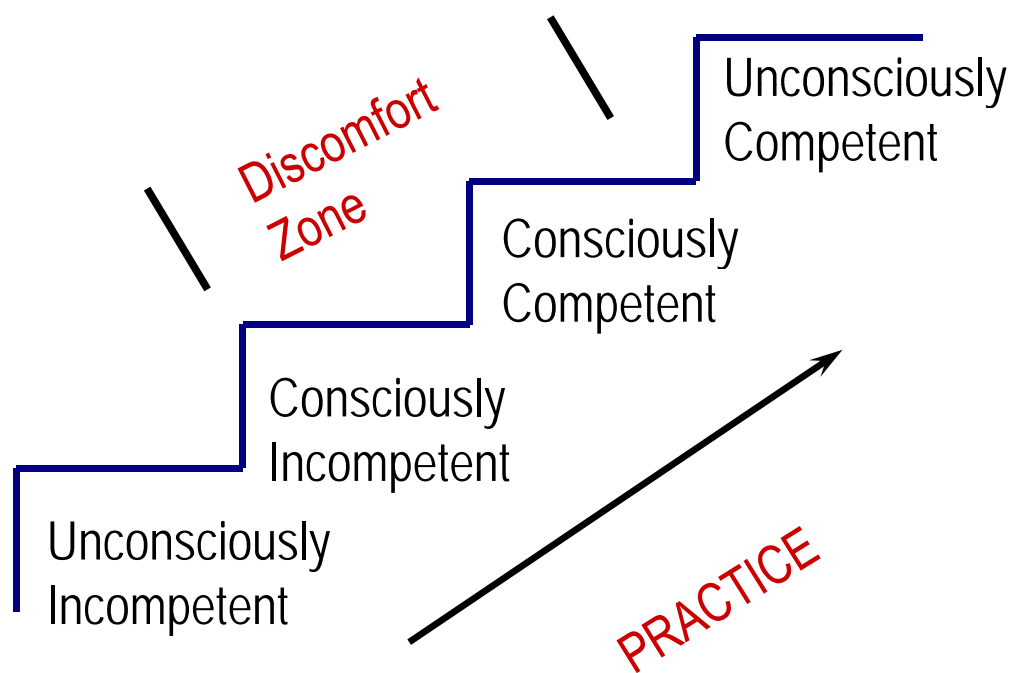 Discomfort
Zone
Unconsciously
Competent
Consciously
Competent
Consciously
Incompetent
Unconsciously
Incompetent
PRACTICE